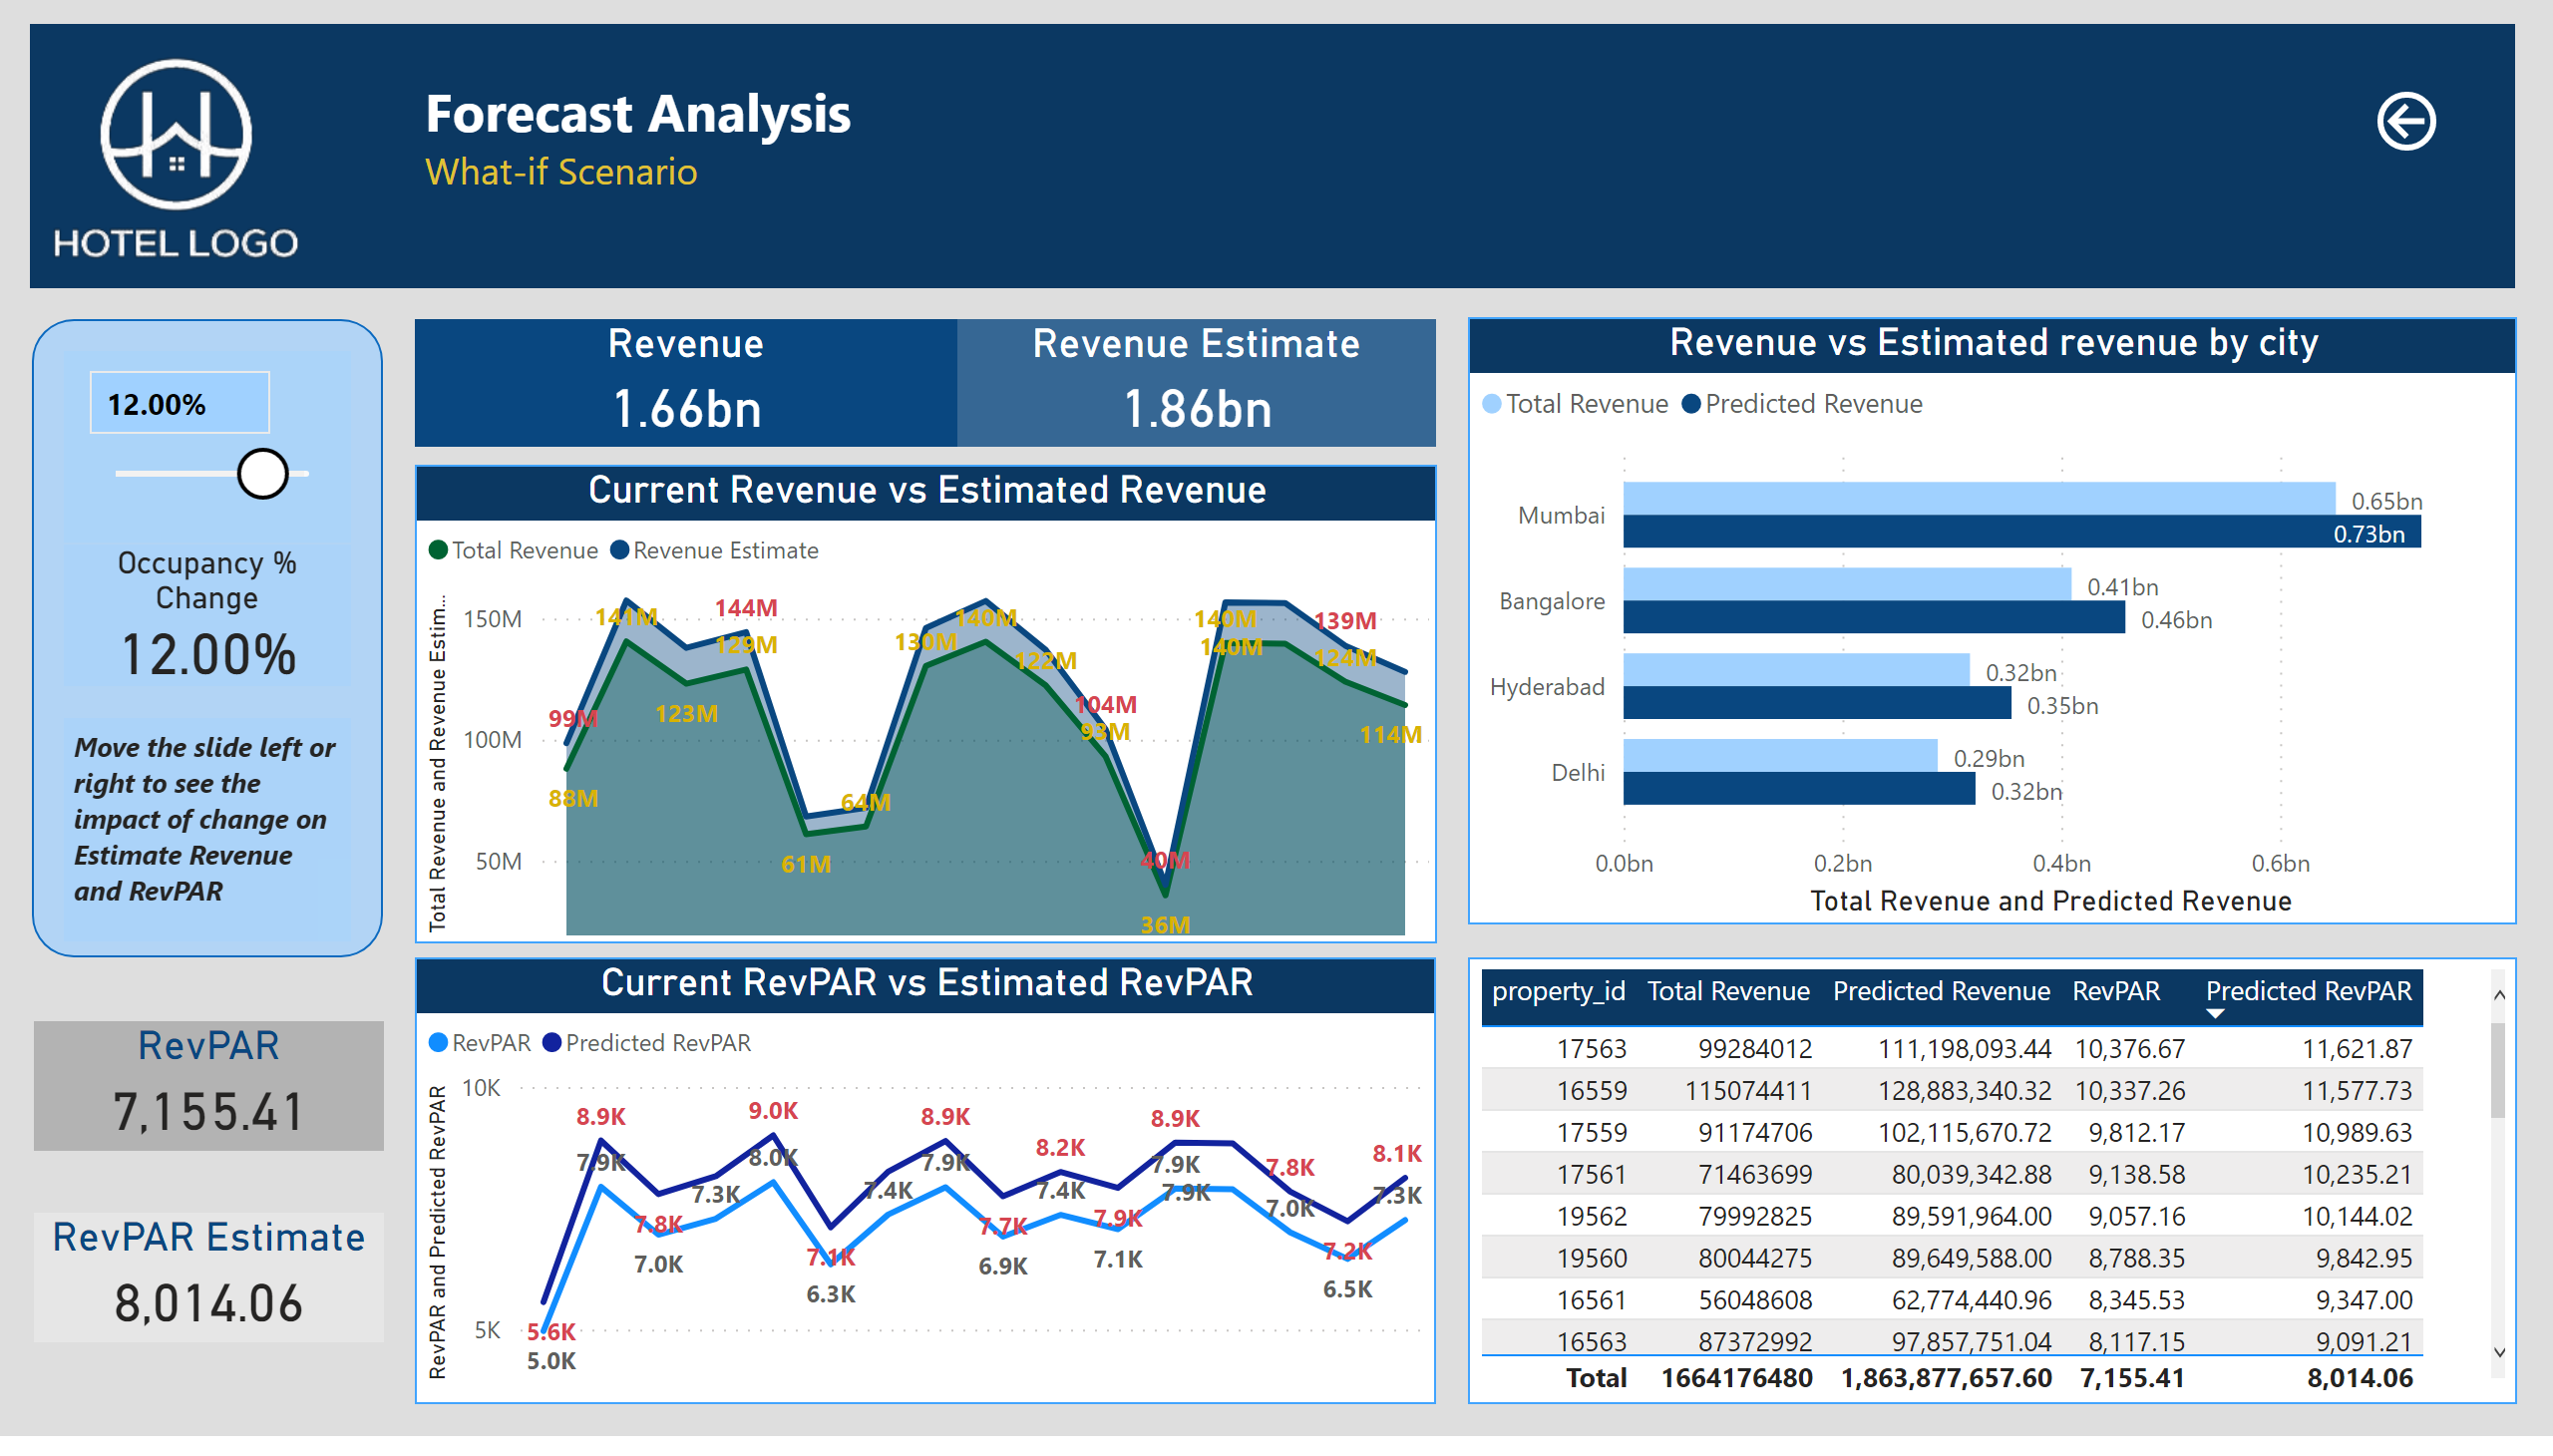 HOTEL LOGO
Forecast Analysis
What-if Scenario
12.00%
Occupancy %
Change
12.00%
Move the slide left or
right to see the
impact of change on
Estimate Revenue
and RevPAR
RevPAR
7,155.41
RevPAR Estimate
8,014.06
Revenue
1.66bn
Revenue Estimate
1.86bn
Current Revenue vs Estimated Revenue
Total Revenue Revenue Estimate
Total Revenue and Revenue Estim...
150M
100M
50M
99M
88M
141M
123M
144M
129M
61M
64M
130M
140M
122M
104M
93M
40M
36M
140M
140M
139M
124M
114M
Current RevPAR vs Estimated RevPAR
RevPAR Predicted RevPAR
RevPAR and Predicted RevPAR
10K
5K
5.6K
5.0K
8.9K
7.9K
7.8K
7.0K
7.3K
9.0K
8.0K
7.1K
6.3K
7.4K
8.9K
7.9K
7.7K
6.9K
8.2K
7.4K
7.9K
7.1K
8.9K
7.9K
7.9K
7.8K
7.0K
7.2K
6.5K
8.1K
7.3K
Revenue vs Estimated revenue by city
Total Revenue Predicted Revenue
Mumbai
0.65bn
0.73bn
Bangalore
0.41bn
0.46bn
Hyderabad
0.32bn
0.35bn
Delhi
0.29bn
0.32bn
0.0bn 0.2bn 0.4bn 0.6bn
Total Revenue and Predicted Revenue
property_id Total Revenue Predicted Revenue RevPAR Predicted RevPAR
17563 99284012 111,198,093.44 10,376.67 11,621.87
16559 115074411 128,883,340.32 10,337.26 11,577.73
17559 91174706 102,115,670.72 9,812.17 10,989.63
17561 71463699 80,039,342.88 9,138.58 10,235.21
19562 79992825 89,591,964.00 9,057.16 10,144.02
19560 80044275 89,649,588.00 8,788.35 9,842.95
16561 56048608 62,774,440.96 8,345.53 9,347.00
16563 87372992 97,857,751.04 8,117.15 9,091.21
Total 1664176480 1,863,877,657.60 7,155.41 8,014.06